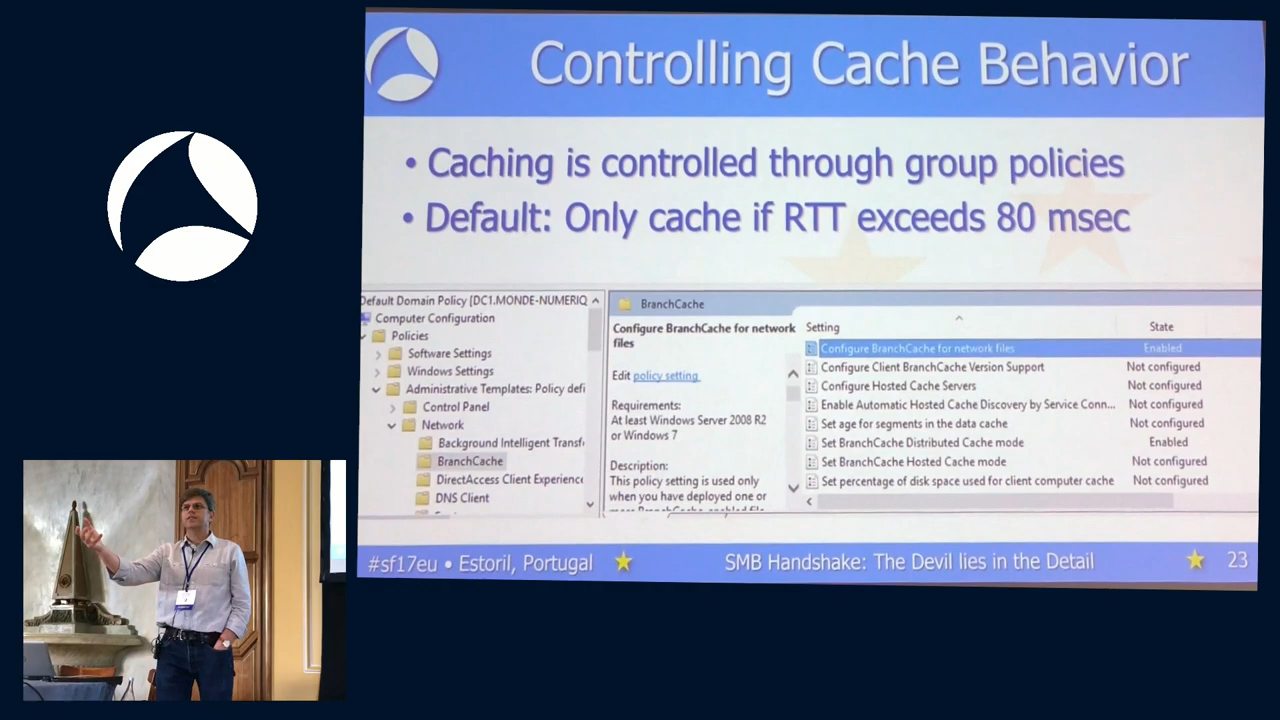 Controlling Cache Behavior
• Caching is controlled through group policies
• Default: Only cache if RTT exceeds 80 msec
Default Domain Policy [DC1.MONDE-NUMERIQ
Computer Configuration
Policies
Software Settings
Windows Settings
Administrative Templates: Policy defi
Control Panel
Network
Background Intelligent Transf
BranchCache
DirectAccess Client Experience
DNS Client
BranchCache
Configure BranchCache for network
files
Edit policy setting
Requirements:
At least Windows Server 2008 R2
or Windows 7
Description:
This policy setting is used only
when you have deployed one or
more BranchCache-enabled file
Setting State
Configure BranchCache for network files Enabled
Configure Client BranchCache Version Support Not configured
Configure Hosted Cache Servers Not configured
Enable Automatic Hosted Cache Discovery by Service Conn... Not configured
Set age for segments in the data cache Not configured
Set BranchCache Distributed Cache mode Enabled
Set BranchCache Hosted Cache mode Not configured
Set percentage of disk space used for client computer cache Not configured
#sf17eu • Estoril, Portugal SMB Handshake: The Devil lies in the Detail 23